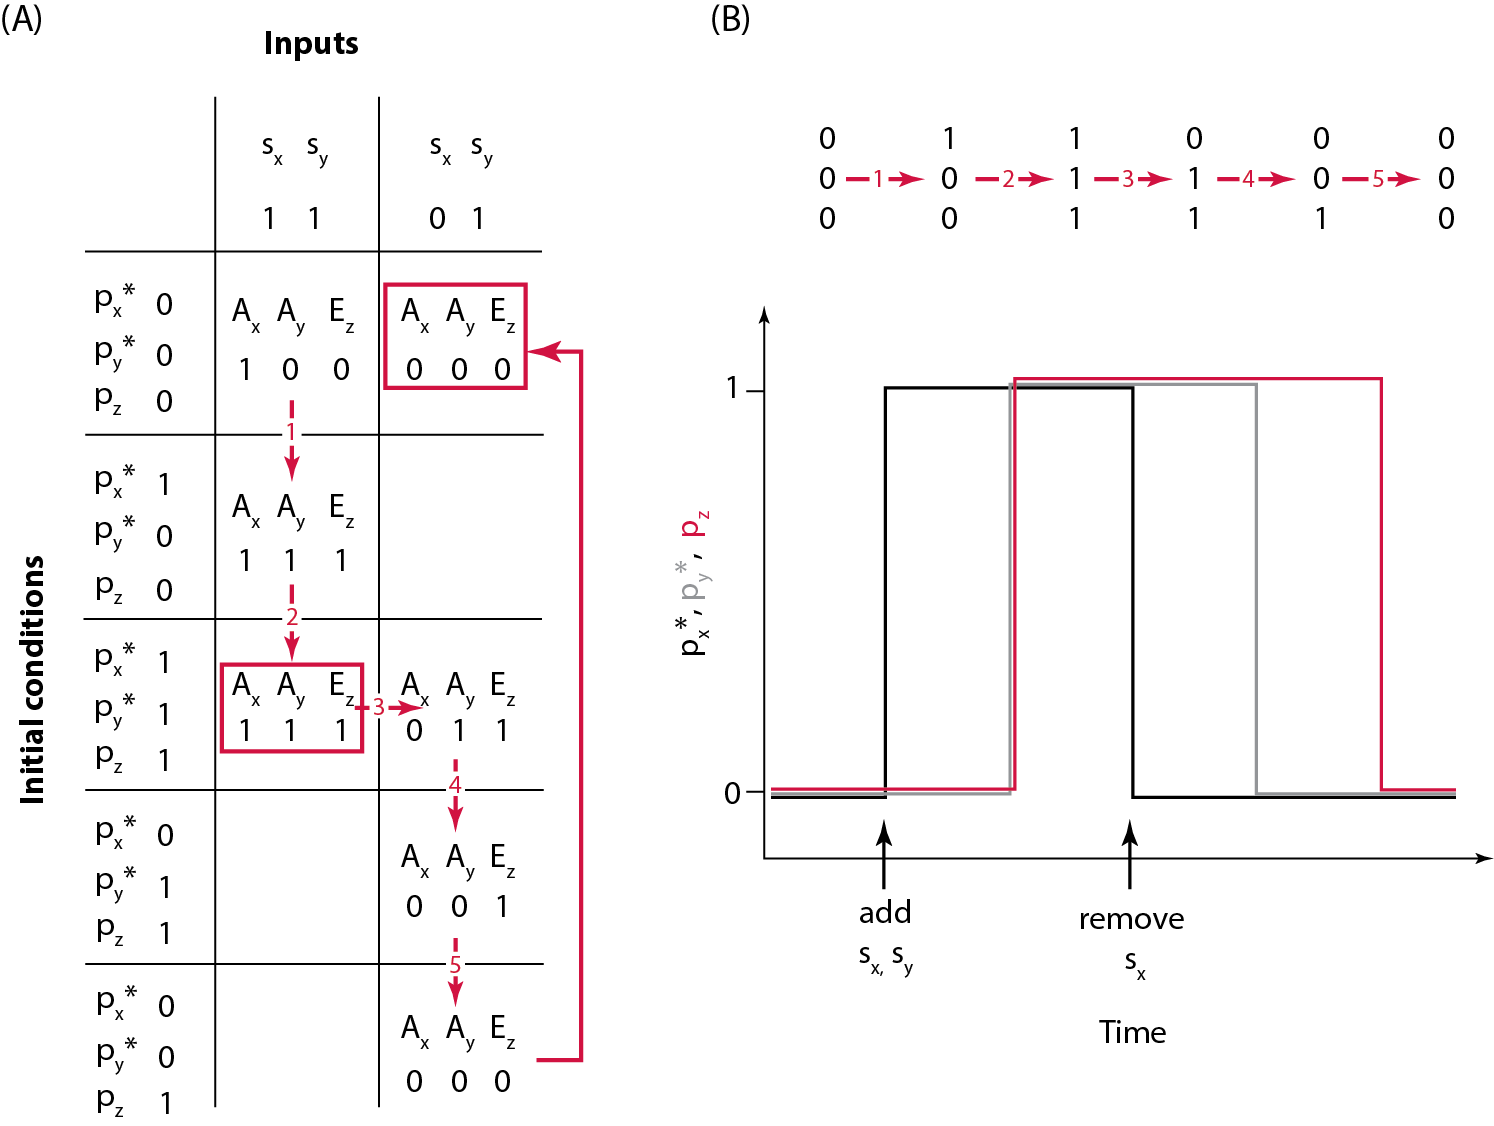 (A)
Inputs
s_x s_y s_x s_y
1 1 0 1
Initial conditions
p_x* 0
p_y* 0
p_z 0
A_x A_y E_z
1 0 0
A_x A_y E_z
0 0 0
1
p_x* 1
p_y* 0
p_z 0
A_x A_y E_z
1 1 1
2
p_x* 1
p_y* 1
p_z 1
A_x A_y E_z
1 1 1
3
A_x A_y E_z
0 1 1
4
p_x* 0
p_y* 1
p_z 1
A_x A_y E_z
0 0 1
5
p_x* 0
p_y* 0
p_z 1
A_x A_y E_z
0 0 0
(B)
0 1 1 0 0 0
0 1 0 2 1 3 1 4 0 5 0
0 0 1 1 1 0
p_x*, p_y*, p_z
1
0
add
s_x, s_y
remove
s_x
Time